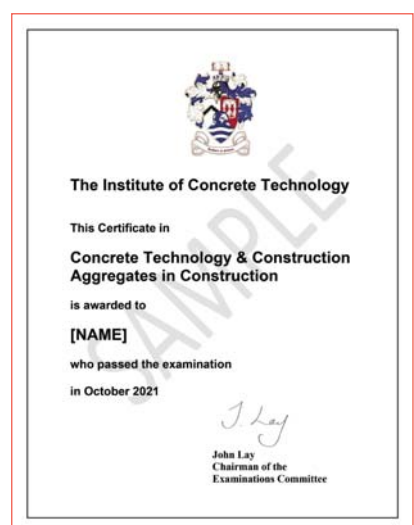 The Institute of Concrete Technology
This Certificate in
Concrete Technology & Construction
Aggregates in Construction
is awarded to
[NAME]
who passed the examination
in October 2021
J. Lay
John Lay
Chairman of the
Examinations Committee
SAMPLE